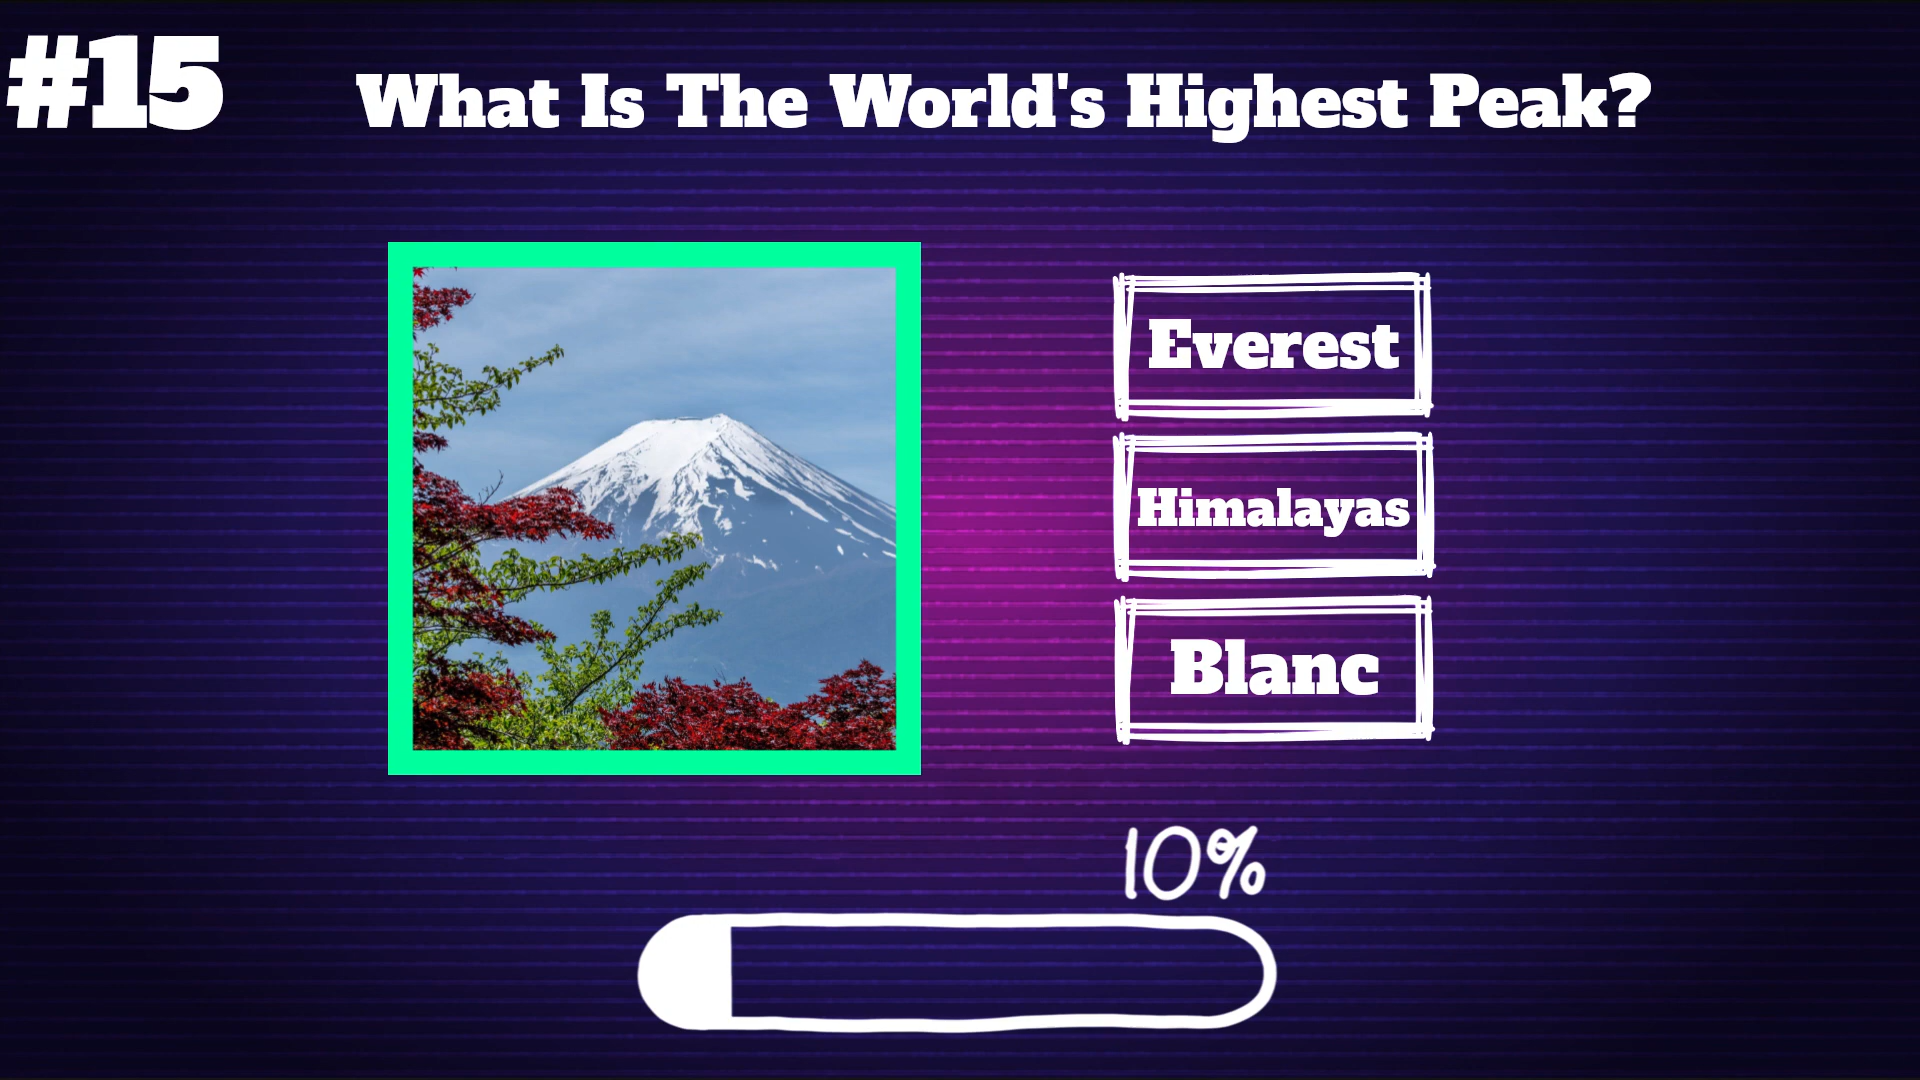 #15
What Is The World's Highest Peak?
Everest
Himalayas
Blanc
10%